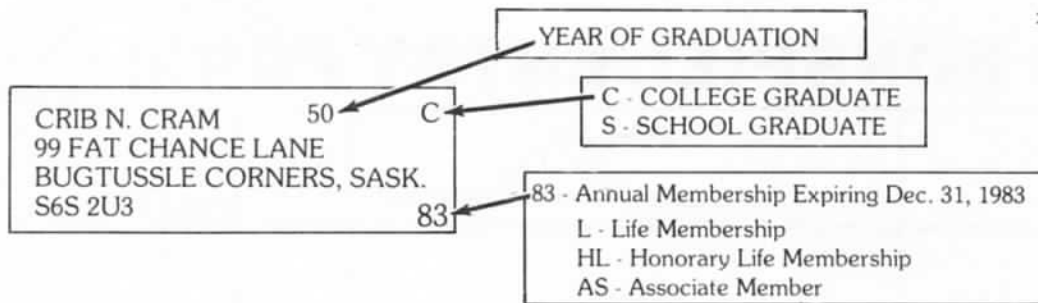 YEAR OF GRADUATION
CRIB N. CRAM 50 C
99 FAT CHANCE LANE
BUGTUSSLE CORNERS, SASK.
S6S 2U3
83
C - COLLEGE GRADUATE
S - SCHOOL GRADUATE
83 - Annual Membership Expiring Dec. 31, 1983
L - Life Membership
HL - Honorary Life Membership
AS - Associate Member